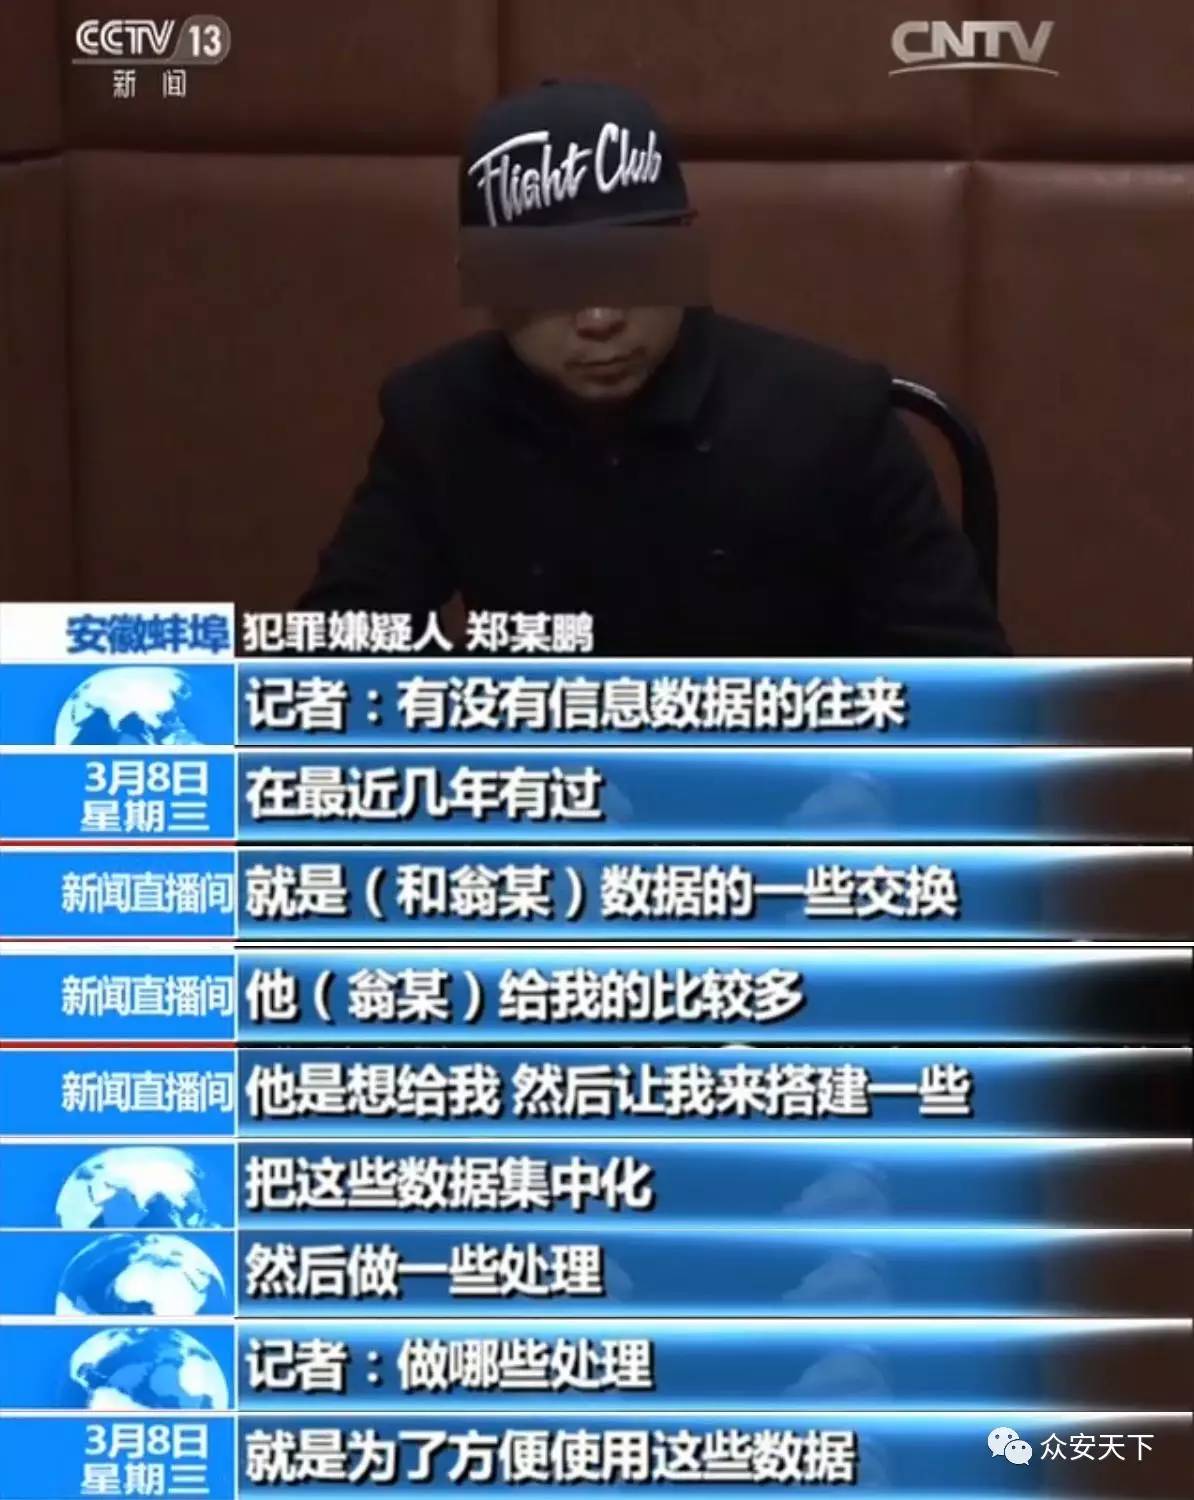 CCTV 13
新 闻
CNTV
Flight Club
安徽蚌埠 犯罪嫌疑人 郑某鹏
记者：有没有信息数据的往来
3月8日
星期三
在最近几年有过
新闻直播间 就是（和翁某）数据的一些交换
新闻直播间 他（翁某）给我的比较多
新闻直播间 他是想给我 然后让我来搭建一些
把这些数据集中化
然后做一些处理
记者：做哪些处理
3月8日
星期三
就是为了方便使用这些数据
众安天下